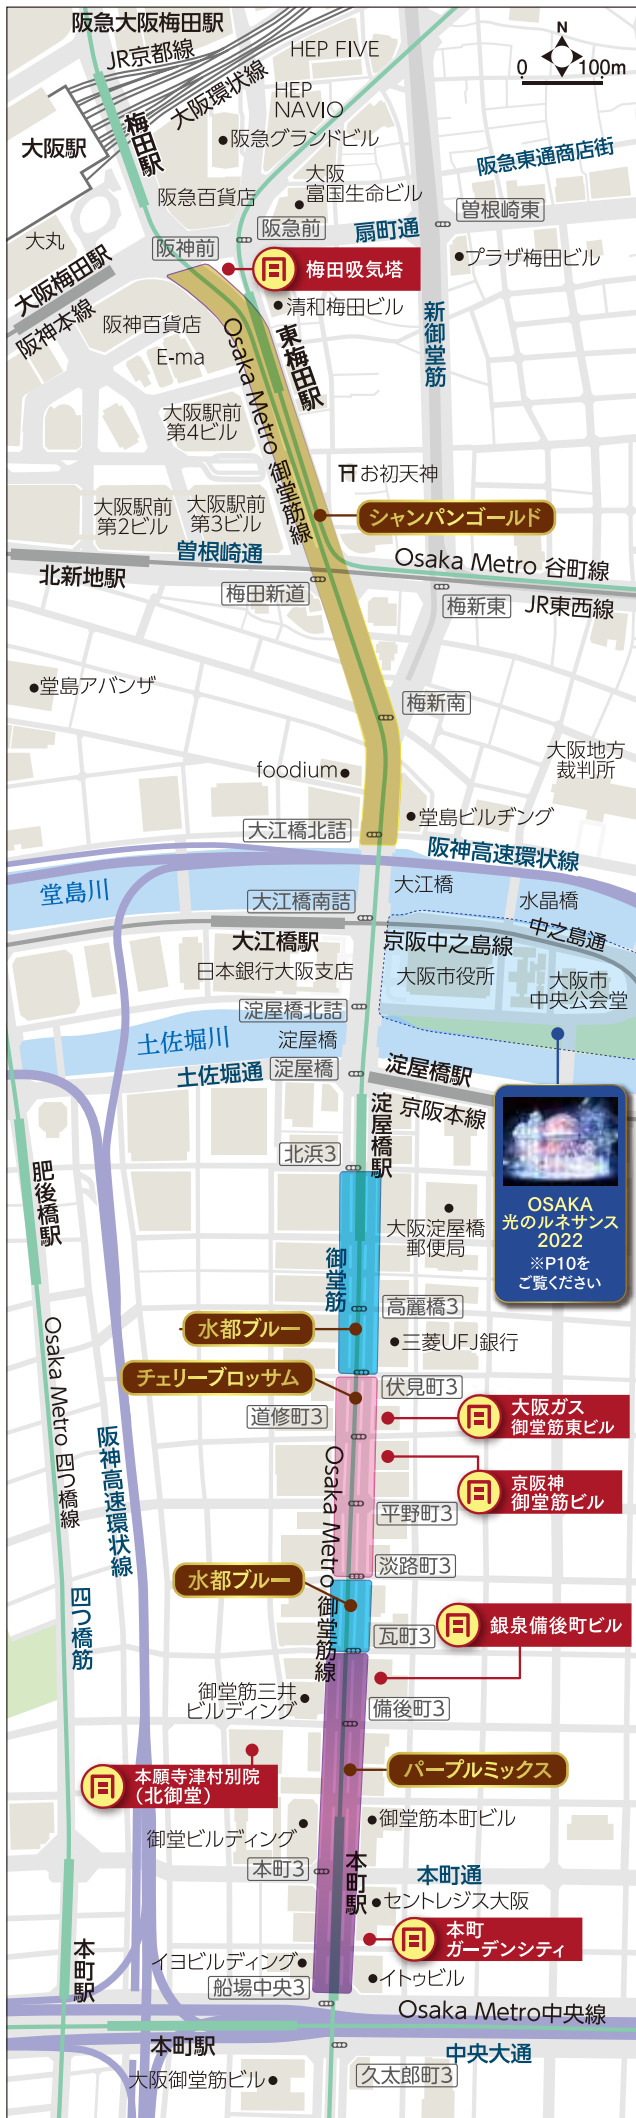 阪急大阪梅田駅
JR京都線
HEP FIVE
N
0 100m
大阪環状線
HEP
NAVIO
梅田駅
大阪駅
阪急グランドビル
阪急東通商店街
大阪
富国生命ビル
阪急百貨店
曽根崎東
阪急前
扇町通
大丸
阪神前
プラザ梅田ビル
梅田吸気塔
大阪梅田駅
阪神本線
清和梅田ビル
新御堂筋
阪神百貨店
E-ma
東梅田駅
Osaka Metro 御堂筋線
大阪駅前
第4ビル
お初天神
大阪駅前
第2ビル
大阪駅前
第3ビル
シャンパンゴールド
曽根崎通
Osaka Metro 谷町線
北新地駅
梅田新道
梅新東
JR東西線
堂島アバンザ
梅新南
大阪地方
裁判所
foodium
堂島ビルヂング
大江橋北詰
阪神高速環状線
堂島川
大江橋
水晶橋
大江橋南詰
中之島通
大江橋駅
京阪中之島線
日本銀行大阪支店
大阪市役所
大阪市
中央公会堂
淀屋橋北詰
土佐堀川
淀屋橋
土佐堀通
淀屋橋
淀屋橋駅
京阪本線
淀屋橋駅
北浜3
肥後橋駅
OSAKA
光のルネサンス
2022
※P10を
ご覧ください
大阪淀屋橋
郵便局
御堂筋
高麗橋3
水都ブルー
三菱UFJ銀行
Osaka Metro 四つ橋線
チェリーブロッサム
伏見町3
大阪ガス
御堂筋東ビル
道修町3
阪神高速環状線
Osaka Metro 御堂筋線
京阪神
御堂筋ビル
平野町3
淡路町3
水都ブルー
四つ橋筋
瓦町3
銀泉備後町ビル
御堂筋三井
ビルディング
備後町3
本願寺津村別院
（北御堂）
パープルミックス
御堂ビルディング
御堂筋本町ビル
本町3
本町駅
本町通
セントレジス大阪
本町
ガーデンシティ
本町駅
イヨビルディング
船場中央3
イトゥビル
Osaka Metro中央線
本町駅
中央大通
大阪御堂筋ビル
久太郎町3